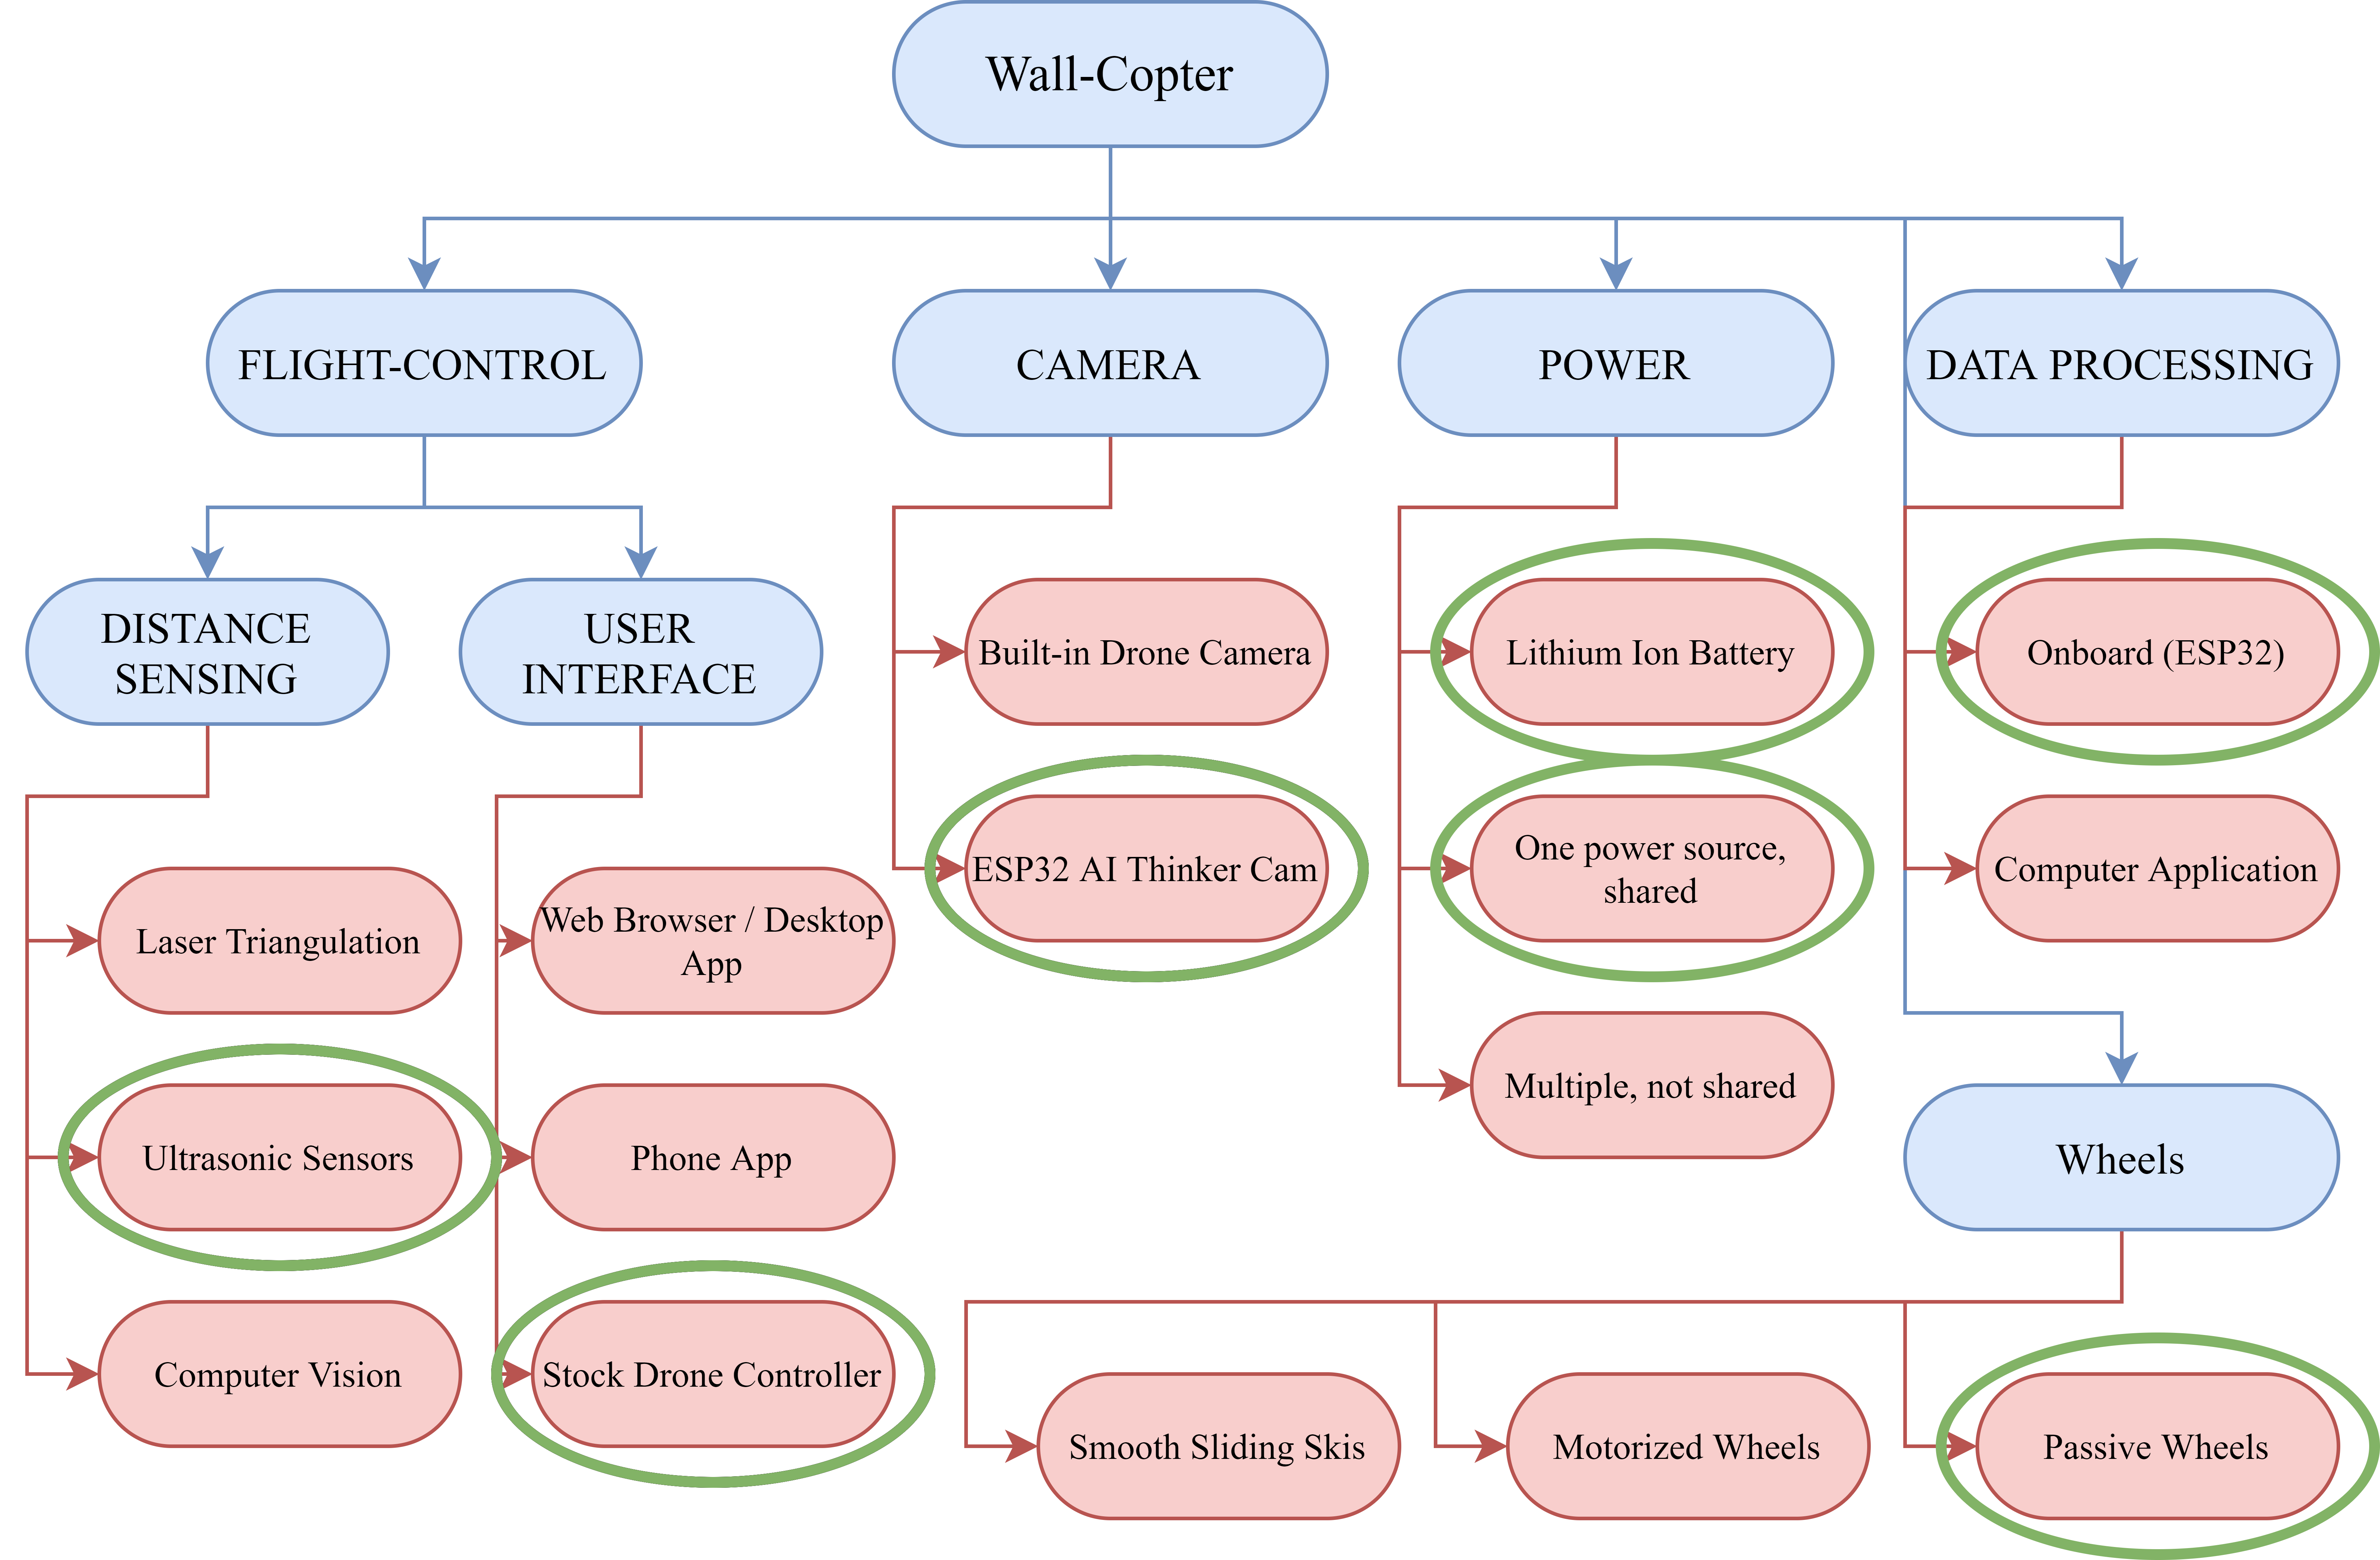 Wall-Copter
FLIGHT-CONTROL
CAMERA
POWER
DATA PROCESSING
DISTANCE
SENSING
USER
INTERFACE
Built-in Drone Camera
Lithium Ion Battery
Onboard (ESP32)
ESP32 AI Thinker Cam
One power source,
shared
Computer Application
Laser Triangulation
Web Browser / Desktop
App
Multiple, not shared
Ultrasonic Sensors
Phone App
Wheels
Computer Vision
Stock Drone Controller
Smooth Sliding Skis
Motorized Wheels
Passive Wheels